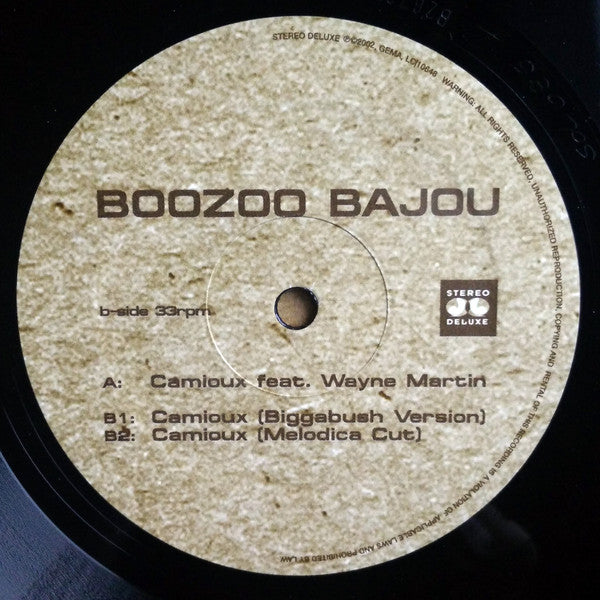 STEREO DELUXE ℗©2002, GEMA, LC10646 WARNING: ALL RIGHTS RESERVED. UNAUTHORIZED REPRODUCTION, COPYING AND RENTAL OF THIS RECORDING IS A VIOLATION OF APPLICABLE LAWS AND PROHIBITED BY LAW
BOOZOO BAJOU
STEREO
DELUXE
b-side 33rpm
A: Camioux feat. Wayne Martin
B1: Camioux (Biggabush Version)
B2: Camioux (Melodica Cut)